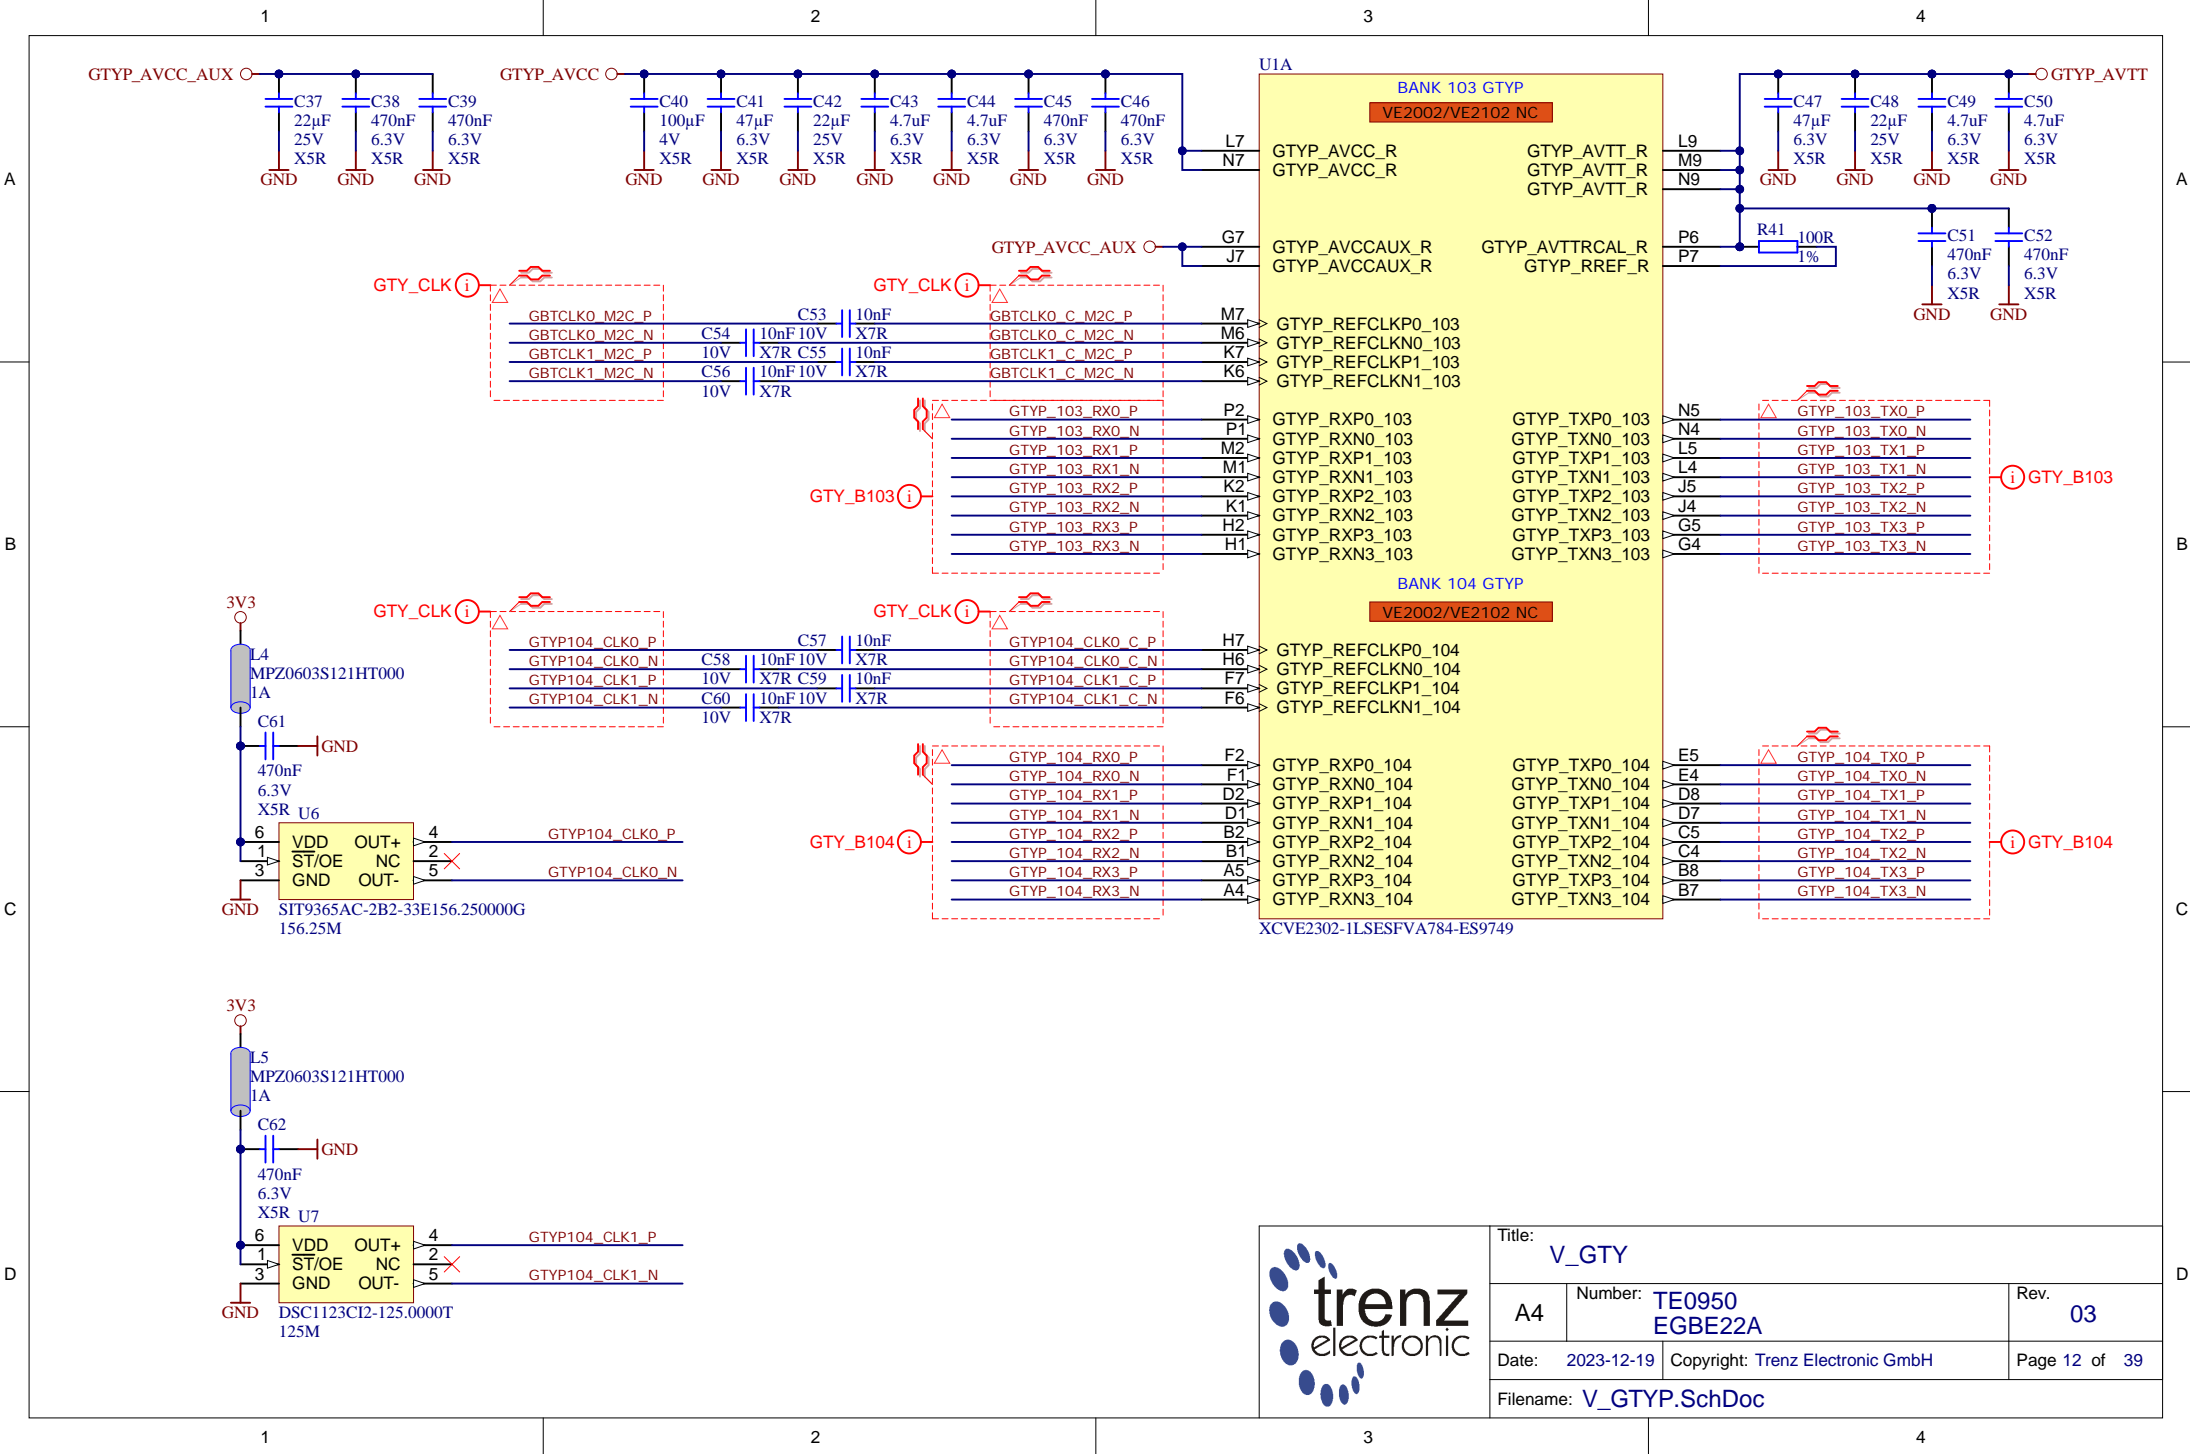 1 2 3 4
A A
B B
C C
D D
GTYP_AVCC_AUX
C37
22µF
25V
X5R
GND
C38
470nF
6.3V
X5R
GND
C39
470nF
6.3V
X5R
GND
GTYP_AVCC
C40
100µF
4V
X5R
GND
C41
47µF
6.3V
X5R
GND
C42
22µF
25V
X5R
GND
C43
4.7uF
6.3V
X5R
GND
C44
4.7uF
6.3V
X5R
GND
C45
470nF
6.3V
X5R
GND
C46
470nF
6.3V
X5R
GND
U1A
BANK 103 GTYP
VE2002/VE2102 NC
L7 GTYP_AVCC_R
N7 GTYP_AVCC_R
GTYP_AVTT_R L9
GTYP_AVTT_R M9
GTYP_AVTT_R N9
GTYP_AVTT
C47
47µF
6.3V
X5R
GND
C48
22µF
25V
X5R
GND
C49
4.7uF
6.3V
X5R
GND
C50
4.7uF
6.3V
X5R
GND
GTYP_AVCC_AUX
G7 GTYP_AVCCAUX_R
J7 GTYP_AVCCAUX_R
GTYP_AVTTRCAL_R P6
GTYP_RREF_R P7
R41 100R
1%
C51
470nF
6.3V
X5R
GND
C52
470nF
6.3V
X5R
GND
GTY_CLK i
GTY_CLK i
GBTCLK0_M2C_P C53 10nF 10V X7R GBTCLK0_C_M2C_P M7 GTYP_REFCLKP0_103
GBTCLK0_M2C_N C54 10nF 10V X7R GBTCLK0_C_M2C_N M6 GTYP_REFCLKN0_103
GBTCLK1_M2C_P C55 10nF 10V X7R GBTCLK1_C_M2C_P K7 GTYP_REFCLKP1_103
GBTCLK1_M2C_N C56 10nF 10V X7R GBTCLK1_C_M2C_N K6 GTYP_REFCLKN1_103
GTY_B103 i
GTYP_103_RX0_P P2 GTYP_RXP0_103 GTYP_TXP0_103 N5 GTYP_103_TX0_P
GTYP_103_RX0_N P1 GTYP_RXN0_103 GTYP_TXN0_103 N4 GTYP_103_TX0_N
GTYP_103_RX1_P M2 GTYP_RXP1_103 GTYP_TXP1_103 L5 GTYP_103_TX1_P
GTYP_103_RX1_N M1 GTYP_RXN1_103 GTYP_TXN1_103 L4 GTYP_103_TX1_N
GTYP_103_RX2_P K2 GTYP_RXP2_103 GTYP_TXP2_103 J5 GTYP_103_TX2_P
GTYP_103_RX2_N K1 GTYP_RXN2_103 GTYP_TXN2_103 J4 GTYP_103_TX2_N
GTYP_103_RX3_P H2 GTYP_RXP3_103 GTYP_TXP3_103 G5 GTYP_103_TX3_P
GTYP_103_RX3_N H1 GTYP_RXN3_103 GTYP_TXN3_103 G4 GTYP_103_TX3_N
i GTY_B103
BANK 104 GTYP
VE2002/VE2102 NC
GTY_CLK i
GTY_CLK i
GTYP104_CLK0_P C57 10nF 10V X7R GTYP104_CLK0_C_P H7 GTYP_REFCLKP0_104
GTYP104_CLK0_N C58 10nF 10V X7R GTYP104_CLK0_C_N H6 GTYP_REFCLKN0_104
GTYP104_CLK1_P C59 10nF 10V X7R GTYP104_CLK1_C_P F7 GTYP_REFCLKP1_104
GTYP104_CLK1_N C60 10nF 10V X7R GTYP104_CLK1_C_N F6 GTYP_REFCLKN1_104
GTY_B104 i
GTYP_104_RX0_P F2 GTYP_RXP0_104 GTYP_TXP0_104 E5 GTYP_104_TX0_P
GTYP_104_RX0_N F1 GTYP_RXN0_104 GTYP_TXN0_104 E4 GTYP_104_TX0_N
GTYP_104_RX1_P D2 GTYP_RXP1_104 GTYP_TXP1_104 D8 GTYP_104_TX1_P
GTYP_104_RX1_N D1 GTYP_RXN1_104 GTYP_TXN1_104 D7 GTYP_104_TX1_N
GTYP_104_RX2_P B2 GTYP_RXP2_104 GTYP_TXP2_104 C5 GTYP_104_TX2_P
GTYP_104_RX2_N B1 GTYP_RXN2_104 GTYP_TXN2_104 C4 GTYP_104_TX2_N
GTYP_104_RX3_P A5 GTYP_RXP3_104 GTYP_TXP3_104 B8 GTYP_104_TX3_P
GTYP_104_RX3_N A4 GTYP_RXN3_104 GTYP_TXN3_104 B7 GTYP_104_TX3_N
i GTY_B104
XCVE2302-1LSESFVA784-ES9749
3V3
L4
MPZ0603S121HT000
1A
C61
GND
470nF
6.3V
X5R
U6
6 VDD OUT+ 4 GTYP104_CLK0_P
1 ST/OE NC 2
3 GND OUT- 5 GTYP104_CLK0_N
GND
SIT9365AC-2B2-33E156.250000G
156.25M
3V3
L5
MPZ0603S121HT000
1A
C62
GND
470nF
6.3V
X5R
U7
6 VDD OUT+ 4 GTYP104_CLK1_P
1 ST/OE NC 2
3 GND OUT- 5 GTYP104_CLK1_N
GND
DSC1123CI2-125.0000T
125M
trenz
electronic
Title:
V_GTY
A4
Number: TE0950
EGBE22A
Rev.
03
Date: 2023-12-19 Copyright: Trenz Electronic GmbH Page 12 of 39
Filename: V_GTYP.SchDoc
1 2 3 4